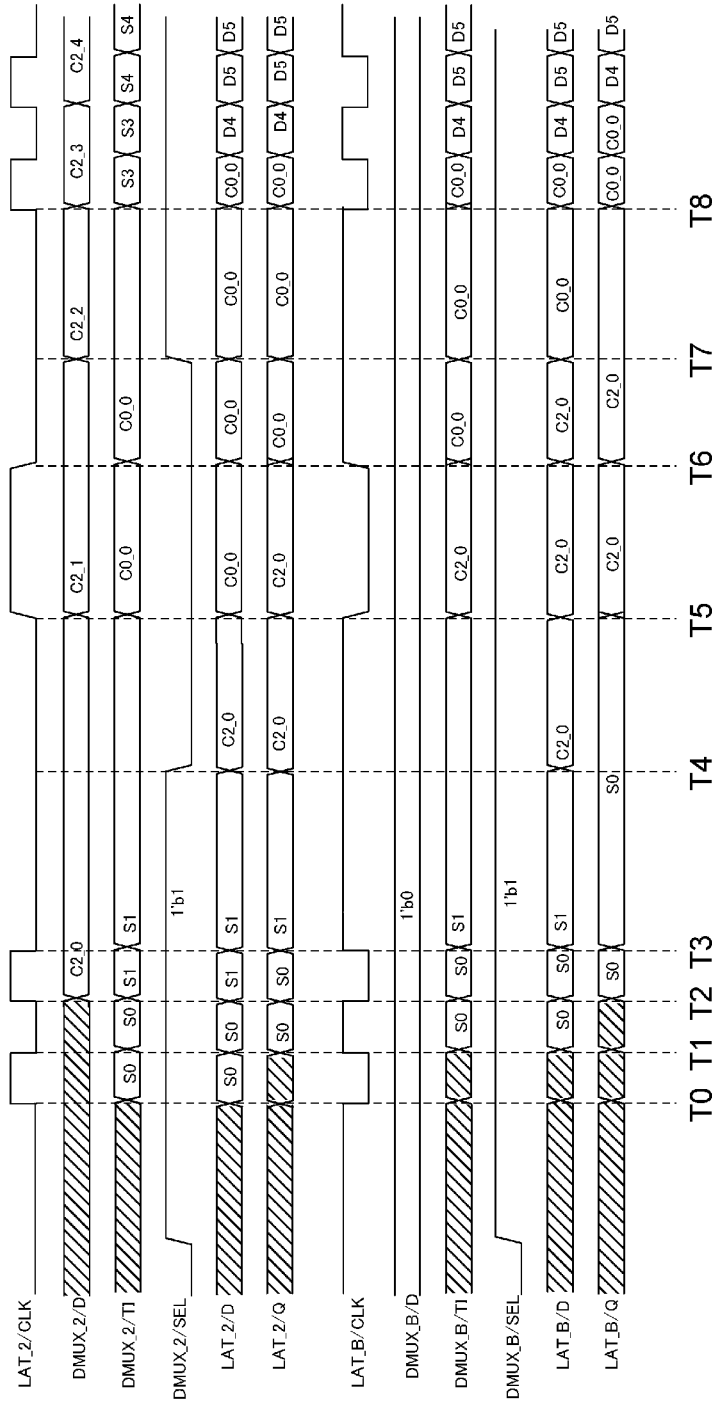 LAT_2/CLK
DMUX_2/D C2_0 C2_1 C2_2 C2_3 C2_4
DMUX_2/TI S0 S0 S1 S1 C0_0 C0_0 S3 S3 S4 S4
DMUX_2/SEL 1'b1
LAT_2/D S0 S0 S1 S1 C2_0 C0_0 C0_0 C0_0 C0_0 D4 D5 D5
LAT_2/Q S0 S0 S1 C2_0 C2_0 C0_0 C0_0 C0_0 D4 D5 D5
LAT_B/CLK
DMUX_B/D 1'b0
DMUX_B/TI S0 S0 S1 C2_0 C0_0 C0_0 C0_0 D4 D5 D5
DMUX_B/SEL 1'b1
LAT_B/D S0 S0 S1 C2_0 C2_0 C2_0 C0_0 C0_0 D4 D5 D5
LAT_B/Q S0 S0 C2_0 C2_0 C0_0 C0_0 D4 D5
T0 T1 T2 T3 T4 T5 T6 T7 T8